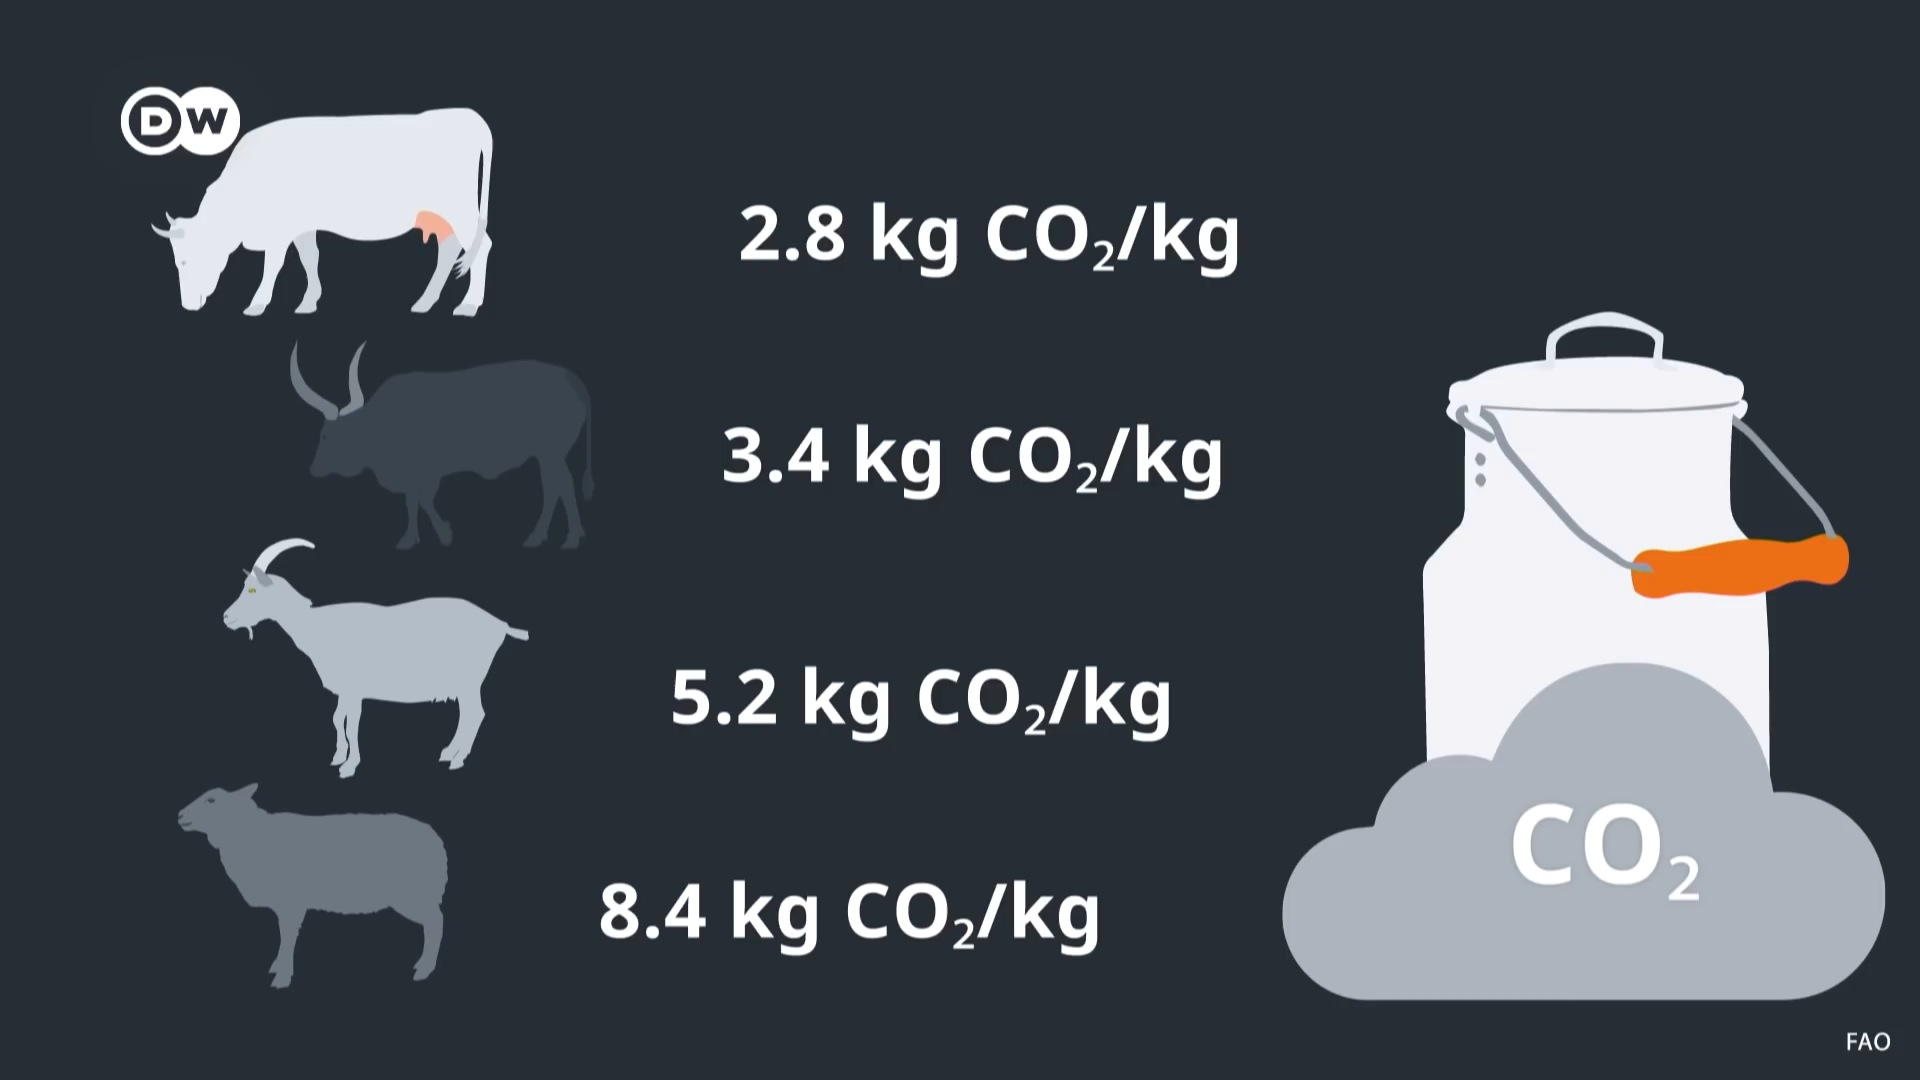 DW
2.8 kg CO₂/kg
3.4 kg CO₂/kg
5.2 kg CO₂/kg
8.4 kg CO₂/kg
CO₂
FAO